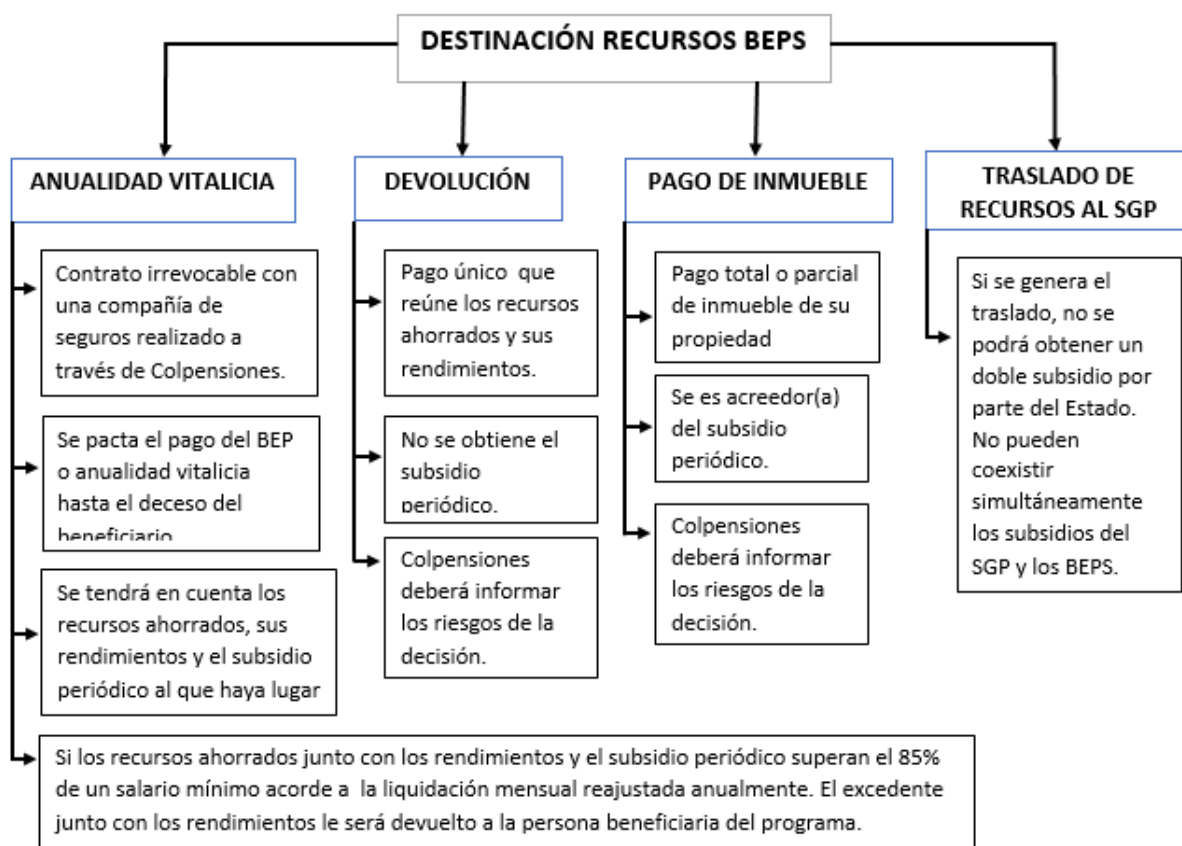 DESTINACIÓN RECURSOS BEPS
ANUALIDAD VITALICIA
Contrato irrevocable con
una compañía de
seguros realizado a
través de Colpensiones.
Se pacta el pago del BEP
o anualidad vitalicia
hasta el deceso del
beneficiario
Se tendrá en cuenta los
recursos ahorrados, sus
rendimientos y el subsidio
periódico al que haya lugar
Si los recursos ahorrados junto con los rendimientos y el subsidio periódico superan el 85%
de un salario mínimo acorde a la liquidación mensual reajustada anualmente. El excedente
junto con los rendimientos le será devuelto a la persona beneficiaria del programa.
DEVOLUCIÓN
Pago único que
reúne los recursos
ahorrados y sus
rendimientos.
No se obtiene el
subsidio
periódico.
Colpensiones
deberá informar
los riesgos de la
decisión.
PAGO DE INMUEBLE
Pago total o parcial
de inmueble de su
propiedad
Se es acreedor(a)
del subsidio
periódico.
Colpensiones
deberá informar
los riesgos de la
decisión.
TRASLADO DE
RECURSOS AL SGP
Si se genera el
traslado, no se
podrá obtener un
doble subsidio por
parte del Estado.
No pueden
coexistir
simultáneamente
los subsidios del
SGP y los BEPS.